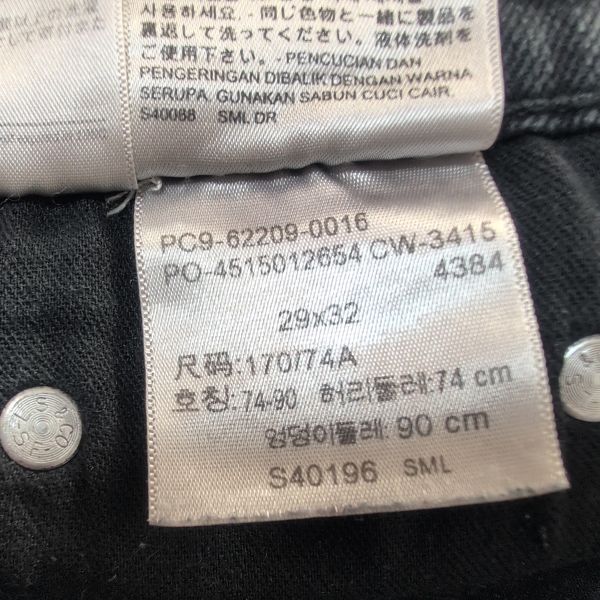 사용하세요. - 同じ色物と一緒に製品を
裏返して洗ってください。液体洗剤を
ご使用下さい。- PENCUCIAN DAN
PENGERINGAN DIBALIK DENGAN WARNA
SERUPA. GUNAKAN SABUN CUCI CAIR.
S40088 SML DR
PC9-62209-0016
PO-4515012654 CW-3415
4384
29x32
尺码:170/74A
호칭:74-90 허리둘레:74 cm
엉덩이둘레: 90 cm
S40196 SML